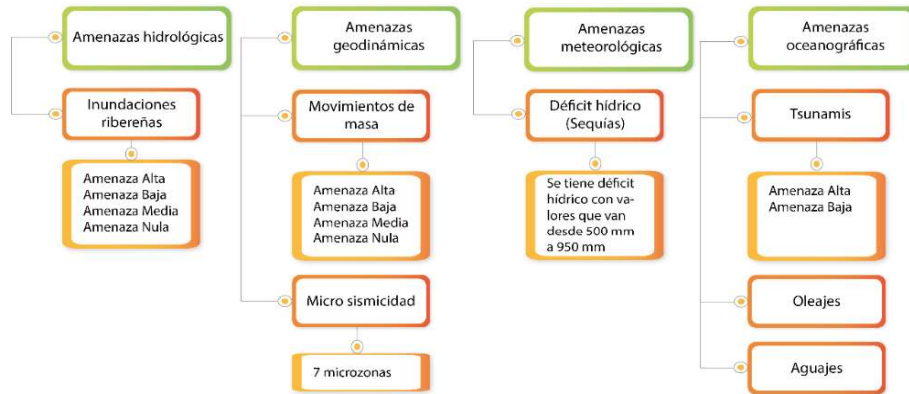 Amenazas hidrológicas
Inundaciones
ribereñas
Amenaza Alta
Amenaza Baja
Amenaza Media
Amenaza Nula
Amenazas
geodinámicas
Movimientos de
masa
Amenaza Alta
Amenaza Baja
Amenaza Media
Amenaza Nula
Micro sismicidad
7 microzonas
Amenazas
meteorológicas
Déficit hídrico
(Sequías)
Se tiene déficit
hídrico con va-
lores que van
desde 500 mm
a 950 mm
Amenazas
oceanográficas
Tsunamis
Amenaza Alta
Amenaza Baja
Oleajes
Aguajes